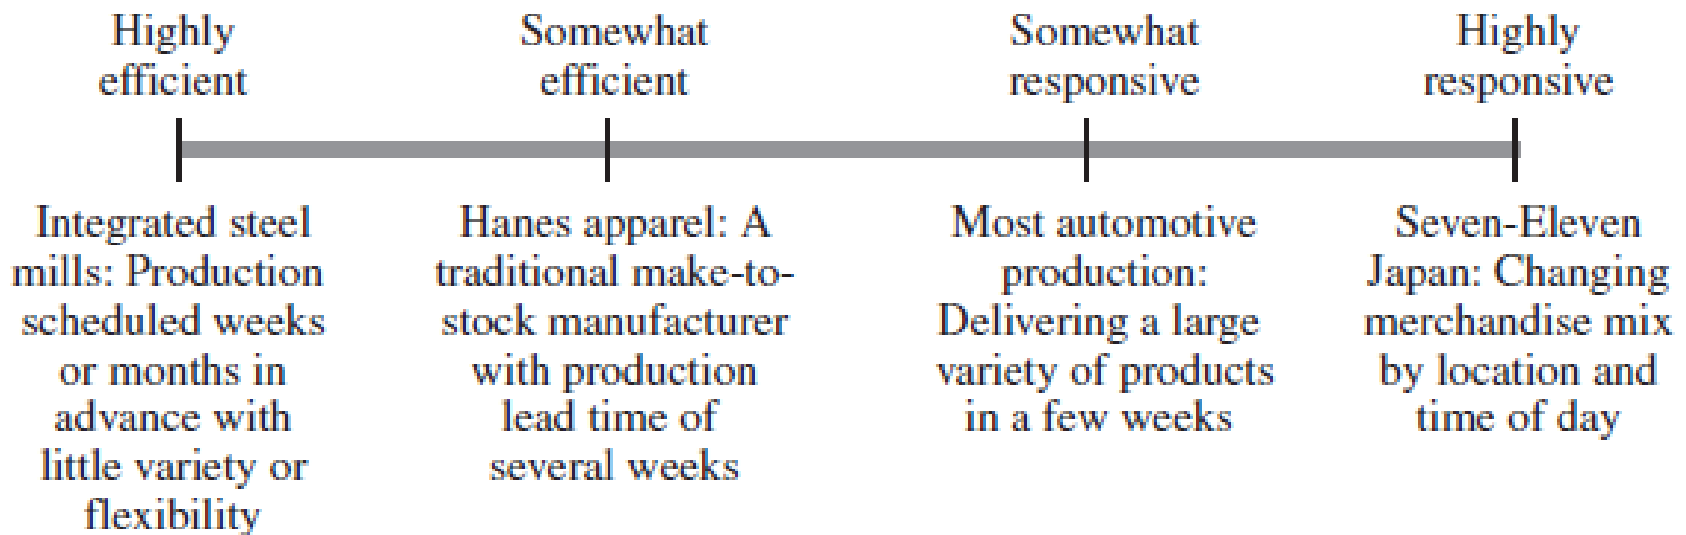 Highly
efficient
Somewhat
efficient
Somewhat
responsive
Highly
responsive
Integrated steel
mills: Production
scheduled weeks
or months in
advance with
little variety or
flexibility
Hanes apparel: A
traditional make-to-
stock manufacturer
with production
lead time of
several weeks
Most automotive
production:
Delivering a large
variety of products
in a few weeks
Seven-Eleven
Japan: Changing
merchandise mix
by location and
time of day